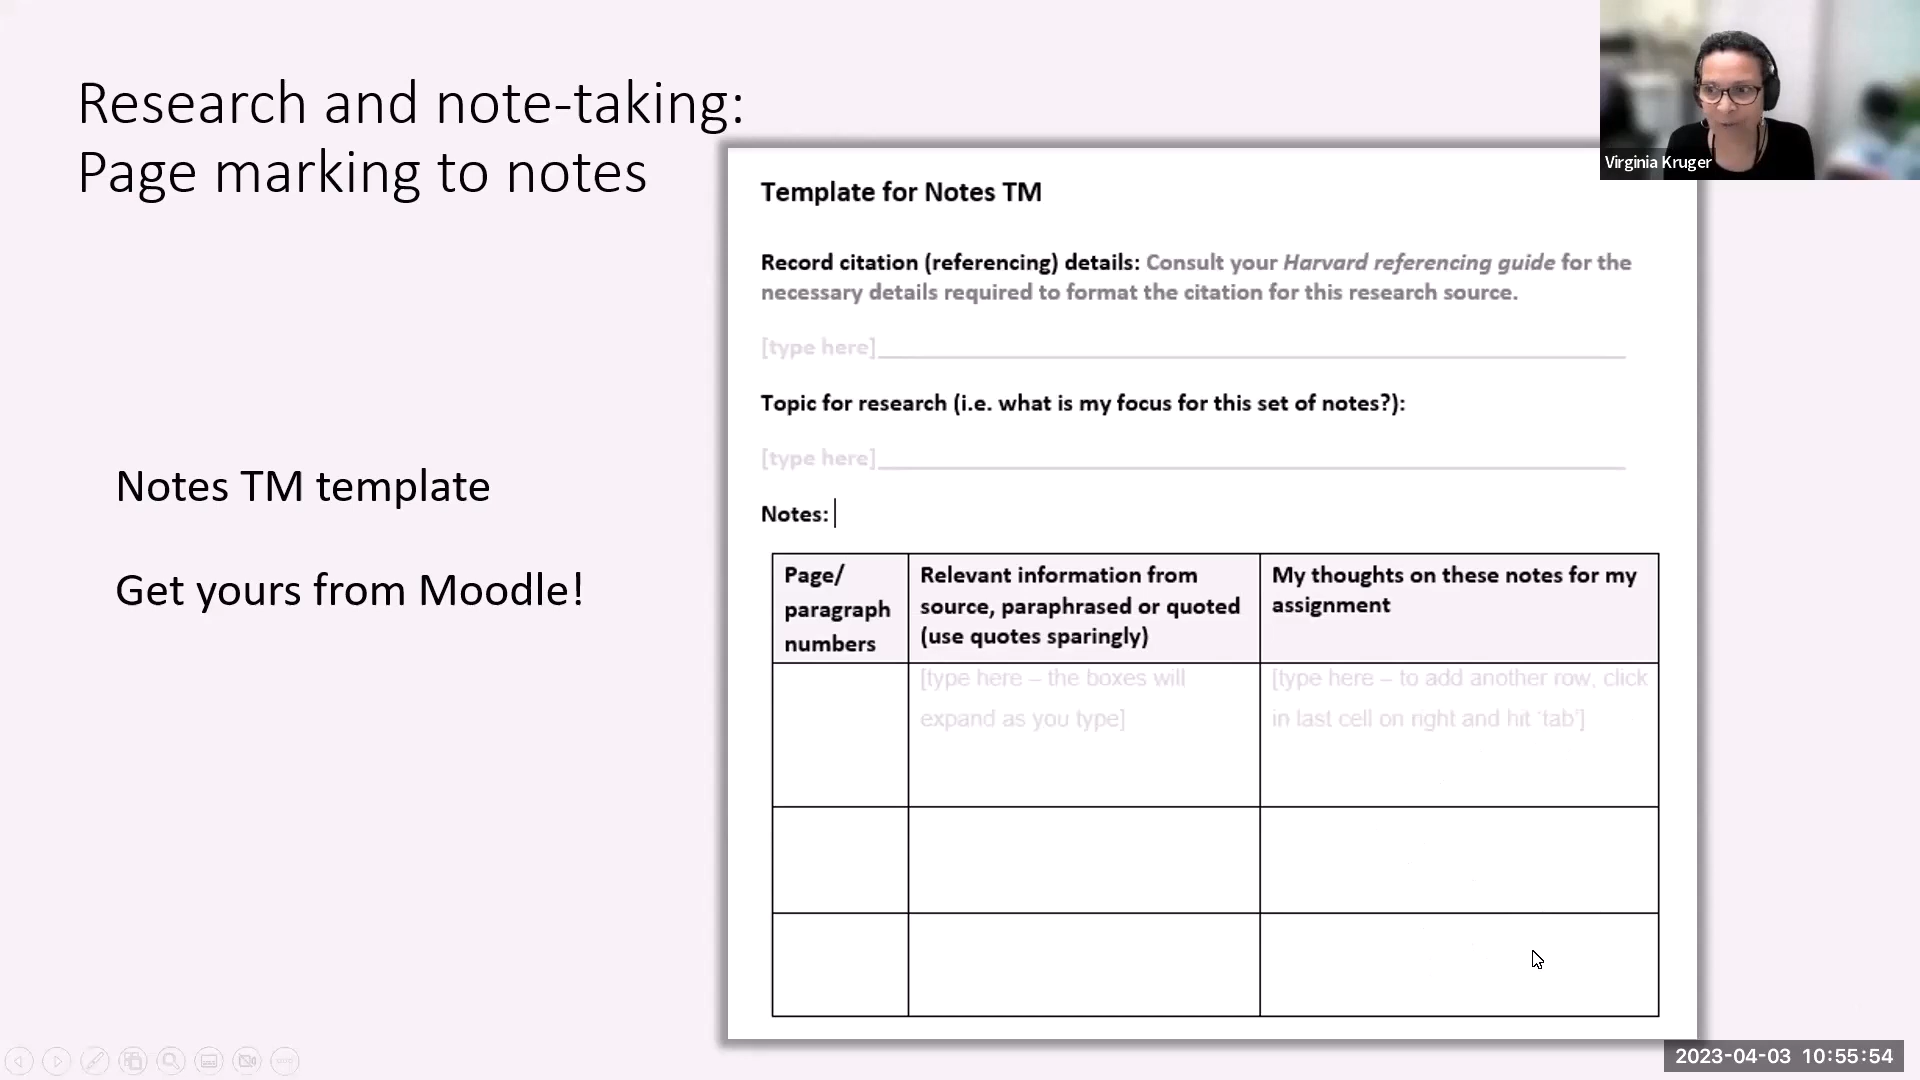 Research and note-taking:
Page marking to notes
Virginia Kruger
Notes TM template
Get yours from Moodle!
Template for Notes TM
Record citation (referencing) details: Consult your Harvard referencing guide for the
necessary details required to format the citation for this research source.
[type here]
Topic for research (i.e. what is my focus for this set of notes?):
[type here]
Notes:
Page/
paragraph
numbers
Relevant information from
source, paraphrased or quoted
(use quotes sparingly)
My thoughts on these notes for my
assignment
[type here – the boxes will
expand as you type]
[type here – to add another row, click
in last cell on right and hit ‘tab’]
2023-04-03 10:55:54